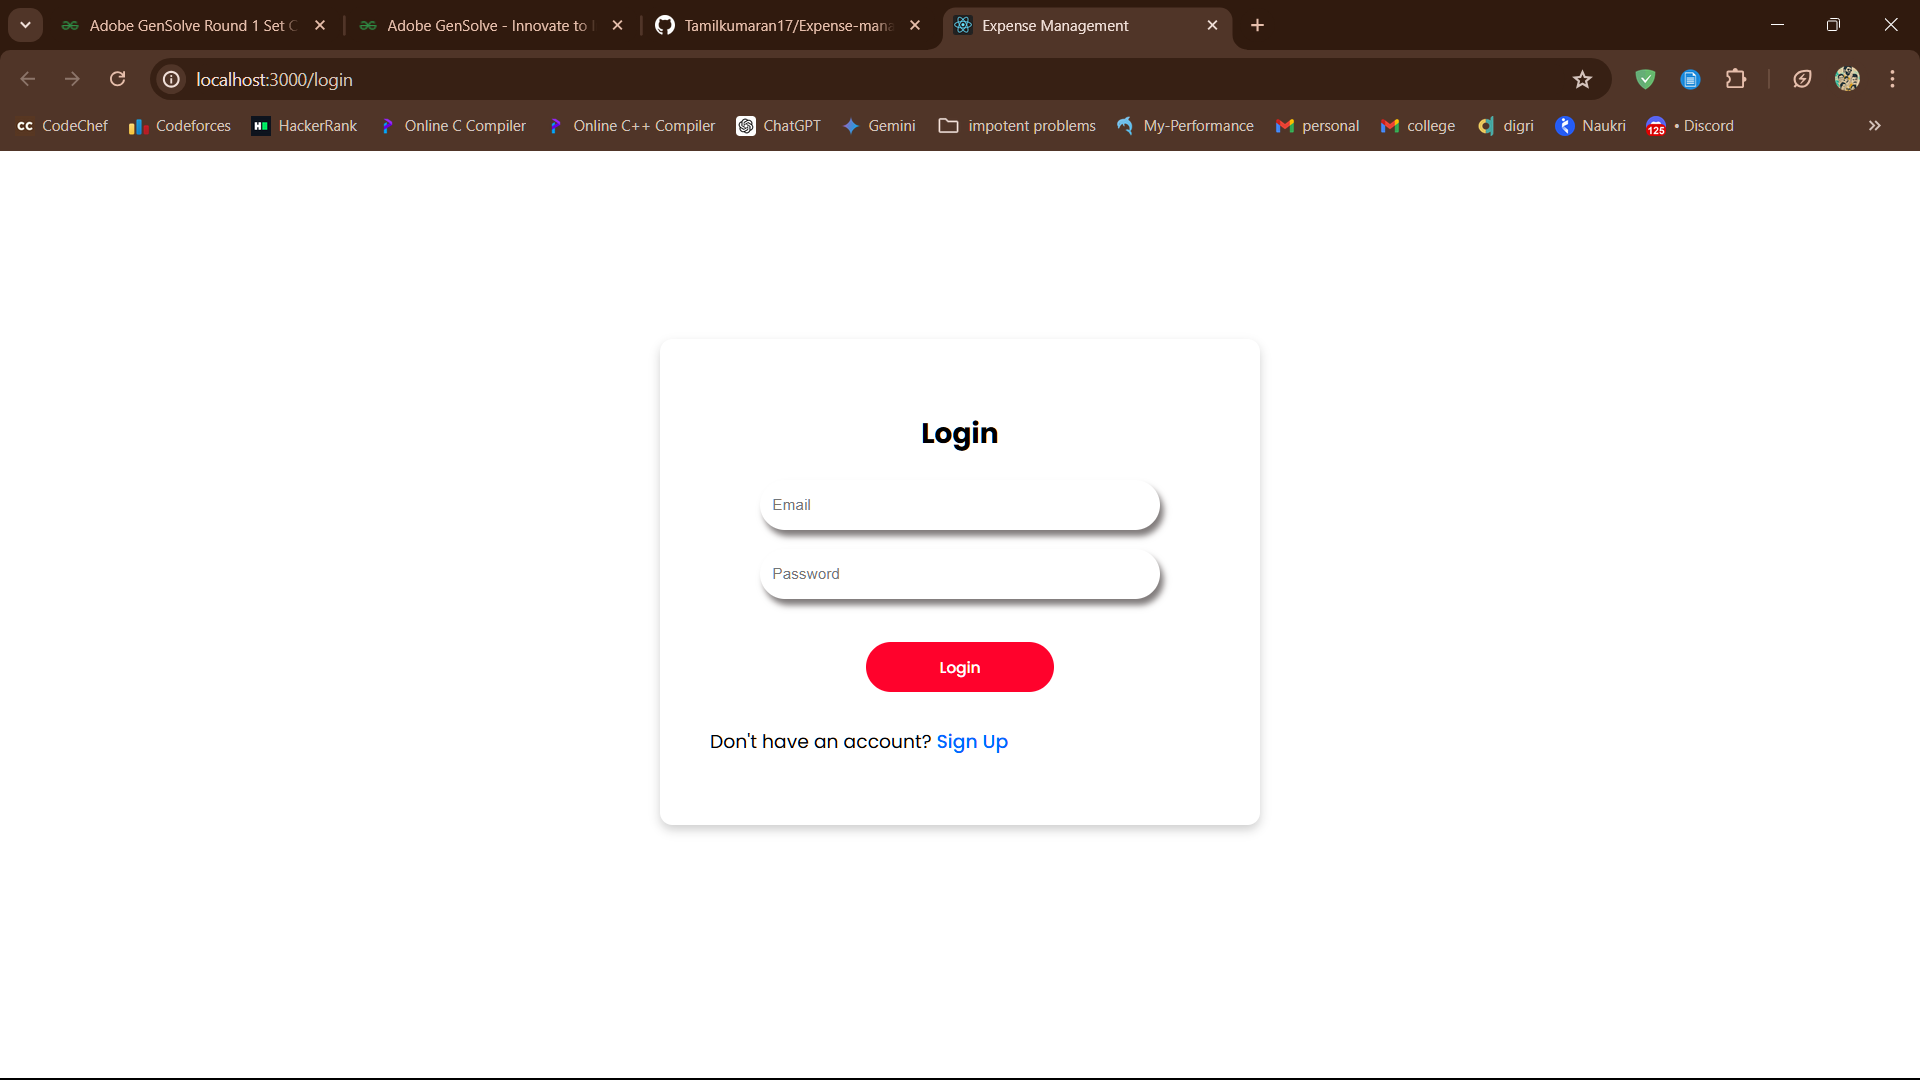 Adobe GenSolve Round 1 Set C
Adobe GenSolve - Innovate to I
Tamilkumaran17/Expense-mana
Expense Management
localhost:3000/login
CC CodeChef
Codeforces
H HackerRank
Online C Compiler
Online C++ Compiler
ChatGPT
Gemini
impotent problems
My-Performance
personal
college
digri
Naukri
125 • Discord
Login
Email
Password
Login
Don't have an account? Sign Up